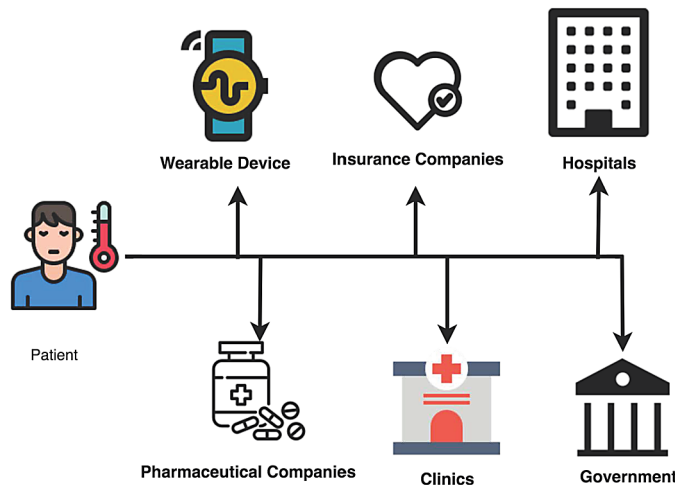 Wearable Device
Insurance Companies
Hospitals
Patient
Pharmaceutical Companies
Clinics
Government